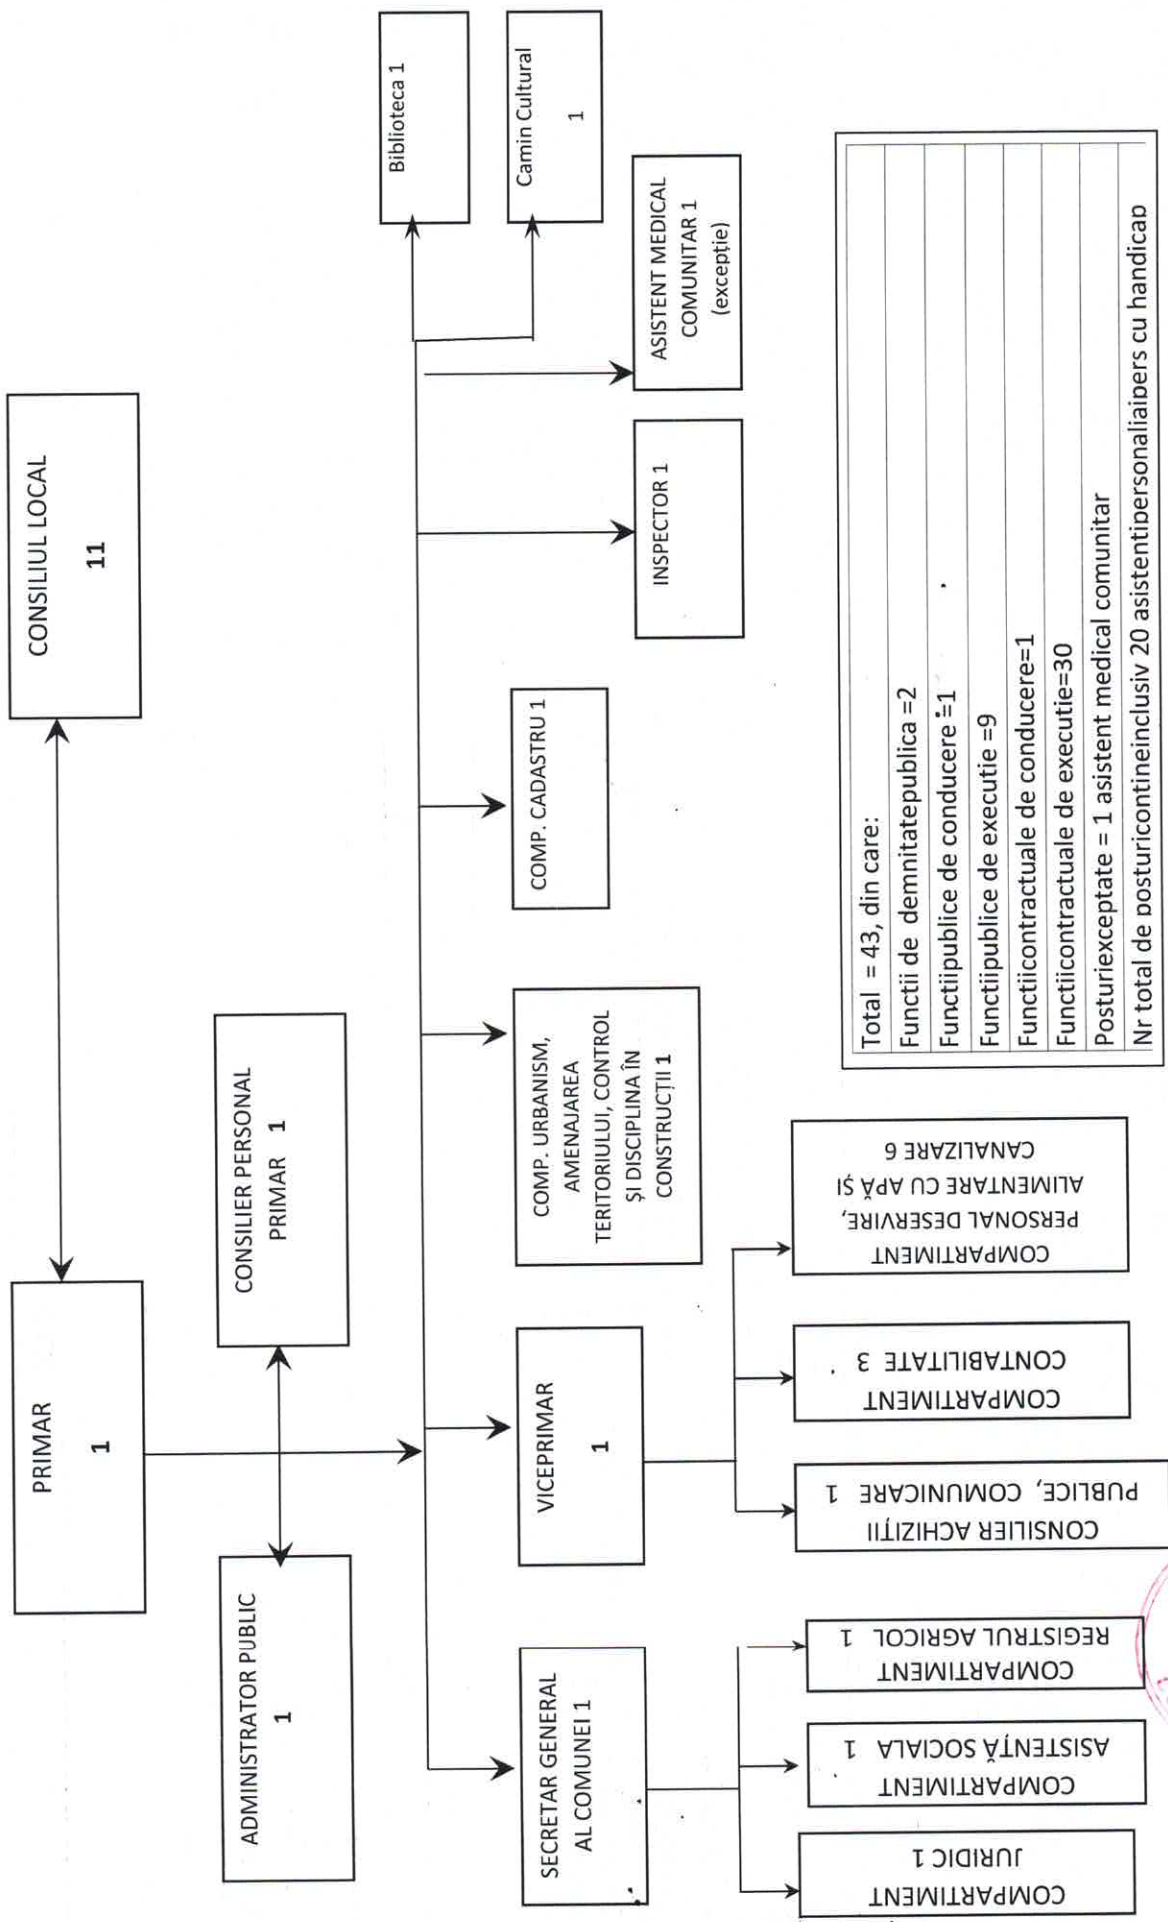 PRIMAR
1
CONSILIUL LOCAL
11
ADMINISTRATOR PUBLIC
1
CONSILIER PERSONAL
PRIMAR 1
Biblioteca 1
Camin Cultural
1
SECRETAR GENERAL
AL COMUNEI 1
VICEPRIMAR
1
COMP. URBANISM,
AMENAJAREA
TERITORIULUI, CONTROL
ȘI DISCIPLINA ÎN
CONSTRUCȚII 1
COMP. CADASTRU 1
INSPECTOR 1
ASISTENT MEDICAL
COMUNITAR 1
(excepție)
COMPARTIMENT
JURIDIC 1
COMPARTIMENT
ASISTENȚĂ SOCIALA 1
COMPARTIMENT
REGISTRUL AGRICOL 1
CONSILIER ACHIZIȚII
PUBLICE, COMUNICARE 1
COMPARTIMENT
CONTABILITATE 3
COMPARTIMENT
PERSONAL DESERVIRE,
ALIMENTARE CU APĂ ȘI
CANALIZARE 6
Total = 43, din care:
Functii de demnitatepublica =2
Functiipublice de conducere =1
Functiipublice de executie =9
Functiicontractuale de conducere=1
Functiicontractuale de executie=30
Posturiexceptate = 1 asistent medical comunitar
Nr total de posturicontineinclusiv 20 asistentipersonaliaipers cu handicap